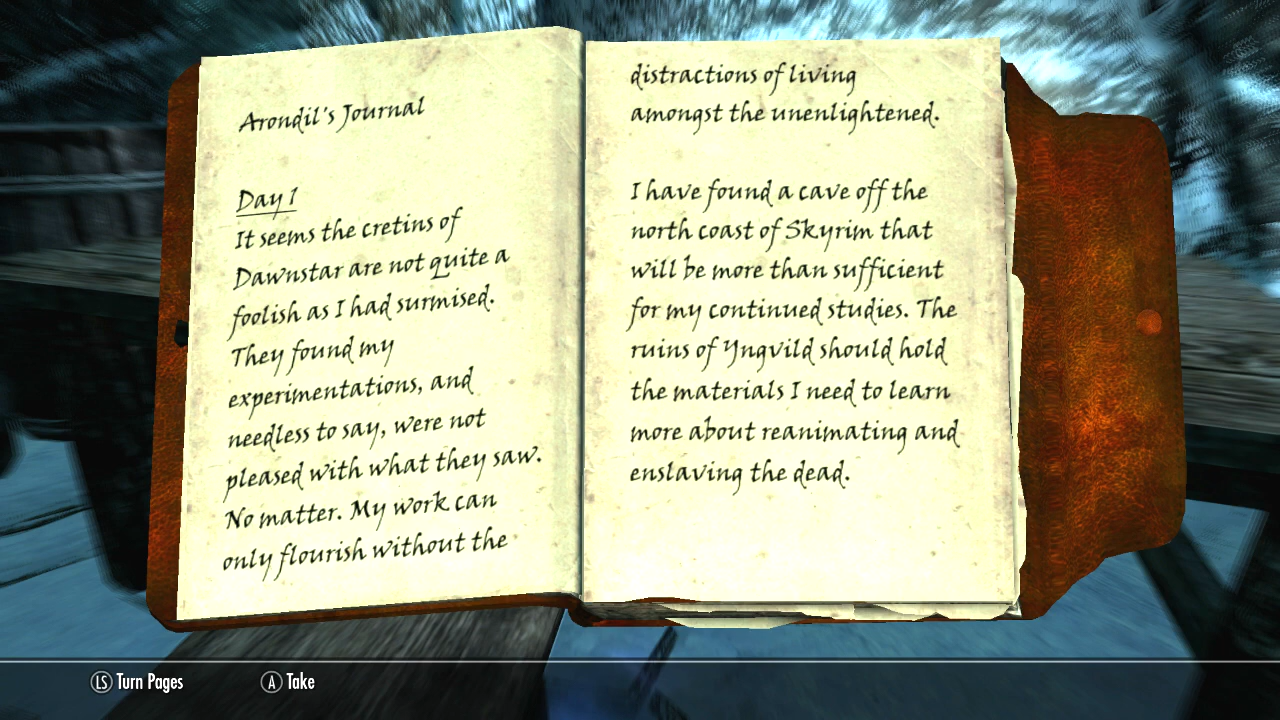 Arondil's Journal
Day 1
It seems the cretins of
Dawnstar are not quite a
foolish as I had surmised.
They found my
experimentations, and
needless to say, were not
pleased with what they saw.
No matter. My work can
only flourish without the
distractions of living
amongst the unenlightened.
I have found a cave off the
north coast of Skyrim that
will be more than sufficient
for my continued studies. The
ruins of Yngvild should hold
the materials I need to learn
more about reanimating and
enslaving the dead.
LS Turn Pages
A Take